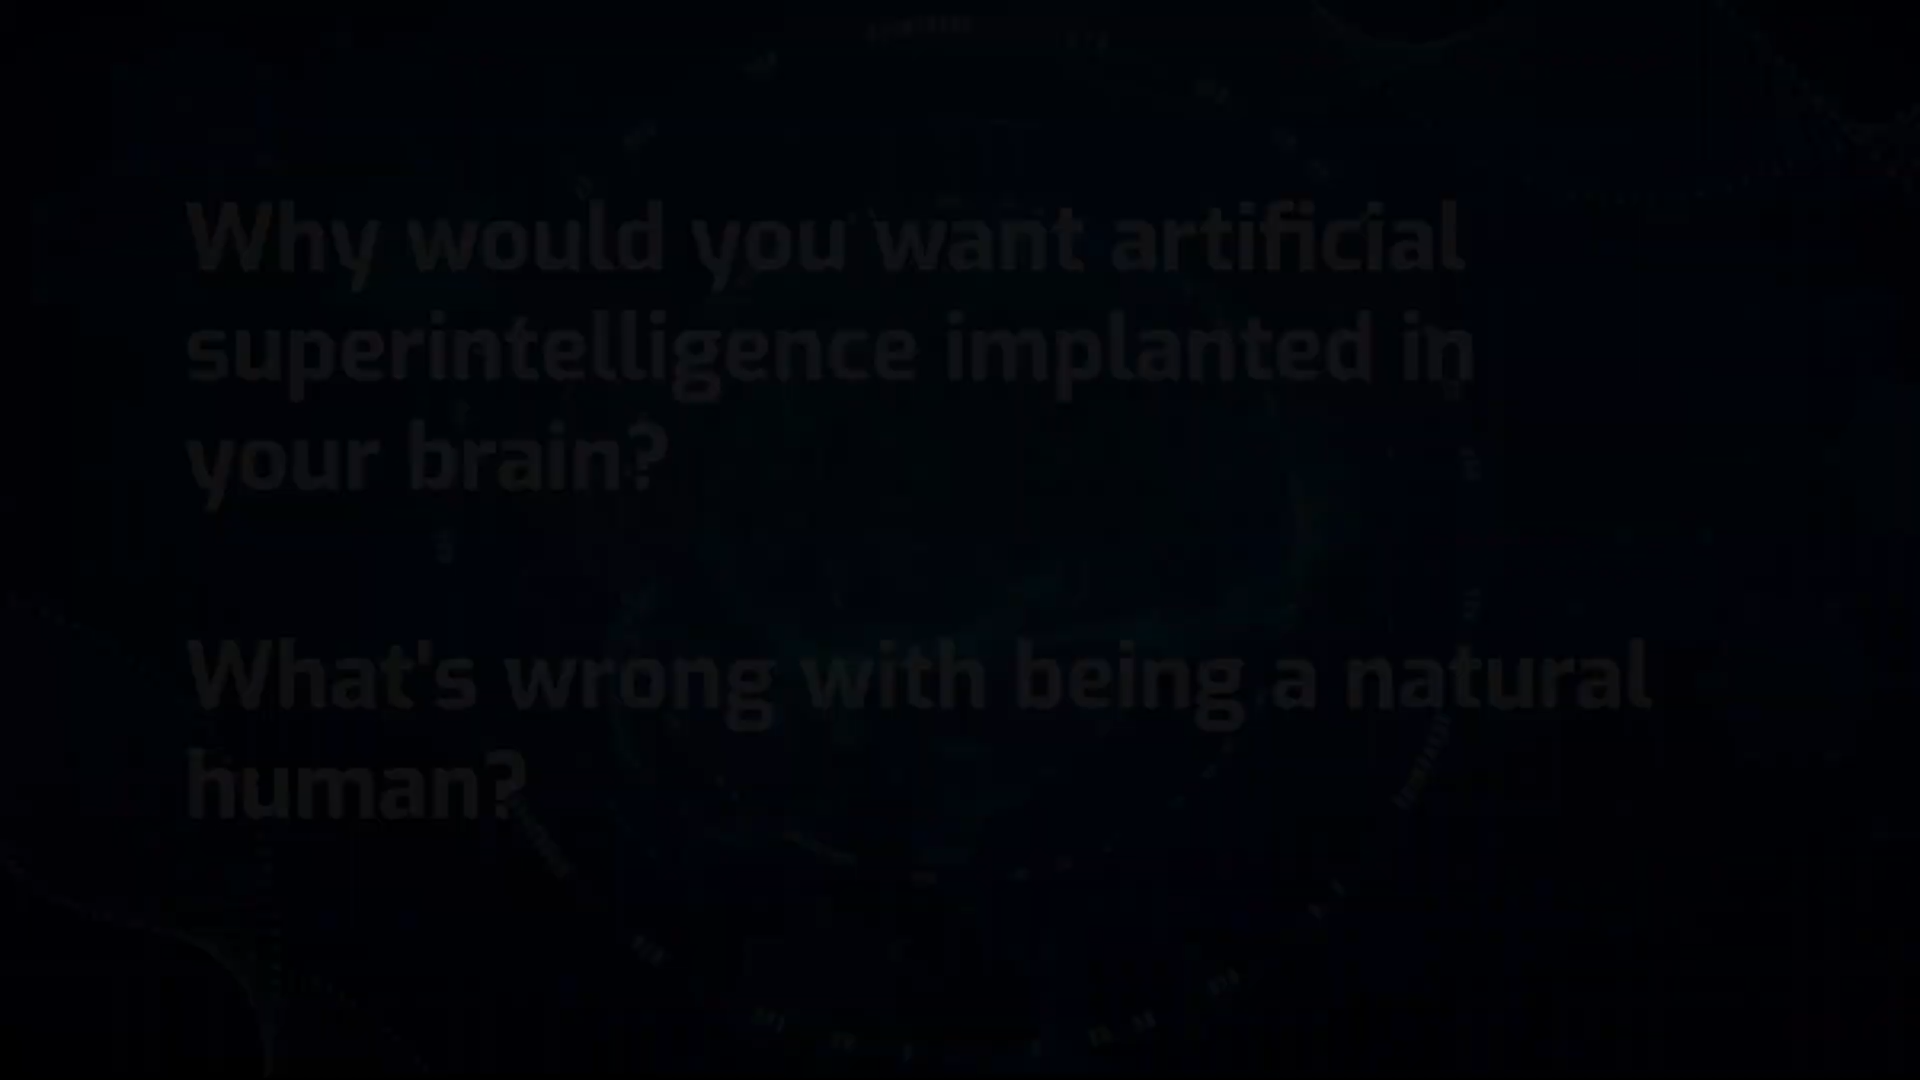 Why would you want artificial
superintelligence implanted in
your brain?
What's wrong with being a natural
human?